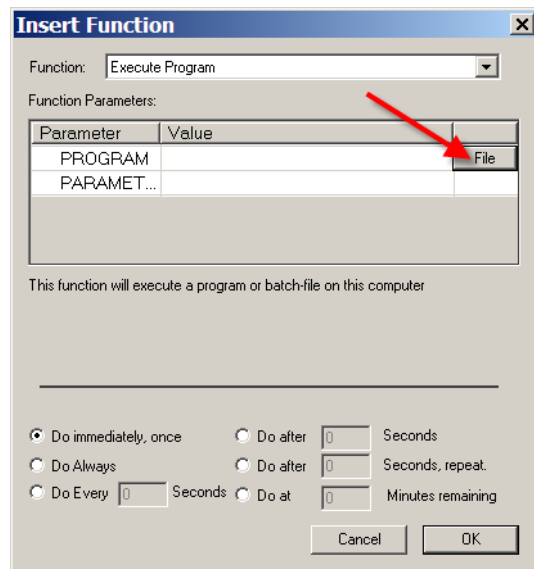 Insert Function
Function: Execute Program
Function Parameters:
Parameter Value
PROGRAM File
PARAMET...
This function will execute a program or batch-file on this computer
Do immediately, once Do after 0 Seconds
Do Always Do after 0 Seconds, repeat.
Do Every 0 Seconds Do at 0 Minutes remaining
Cancel OK